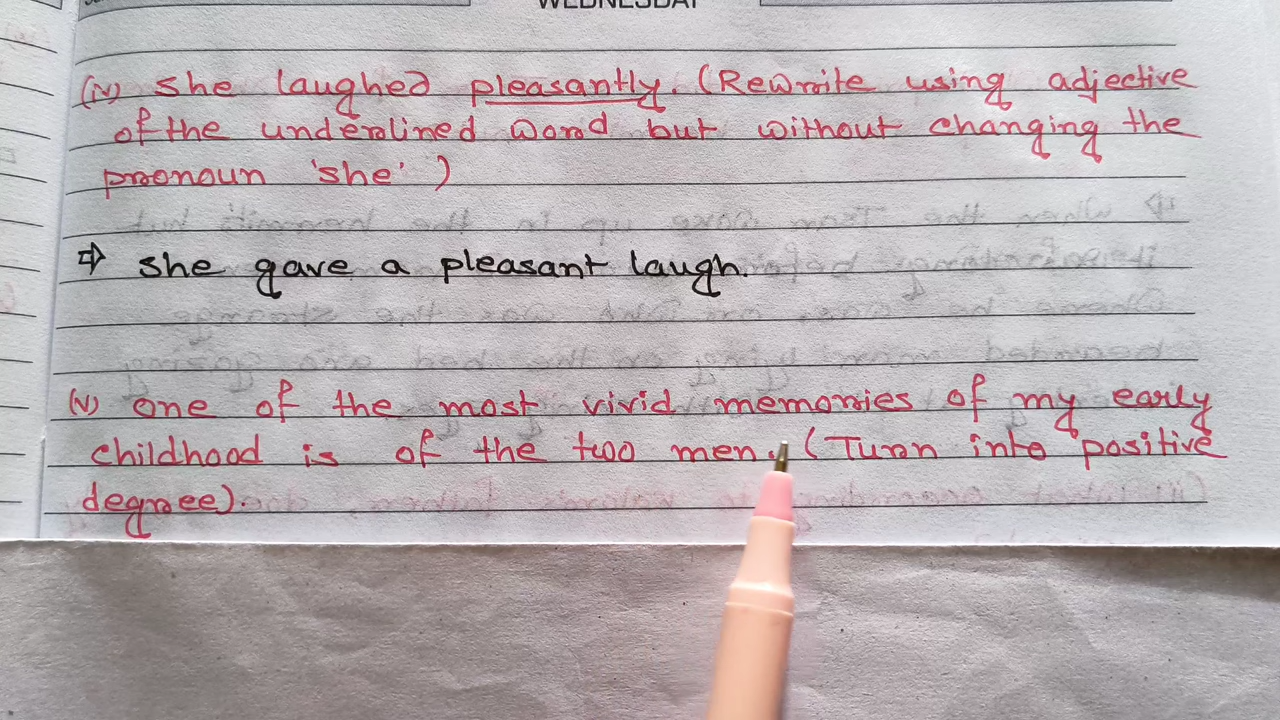 WEDNESDAY
(iv) She laughed pleasantly. (Rewrite using adjective
of the underlined word but without changing the
pronoun 'she')
⇒ She gave a pleasant laugh.
(v) One of the most vivid memories of my early
childhood is of the two men. (Turn into positive
degree).